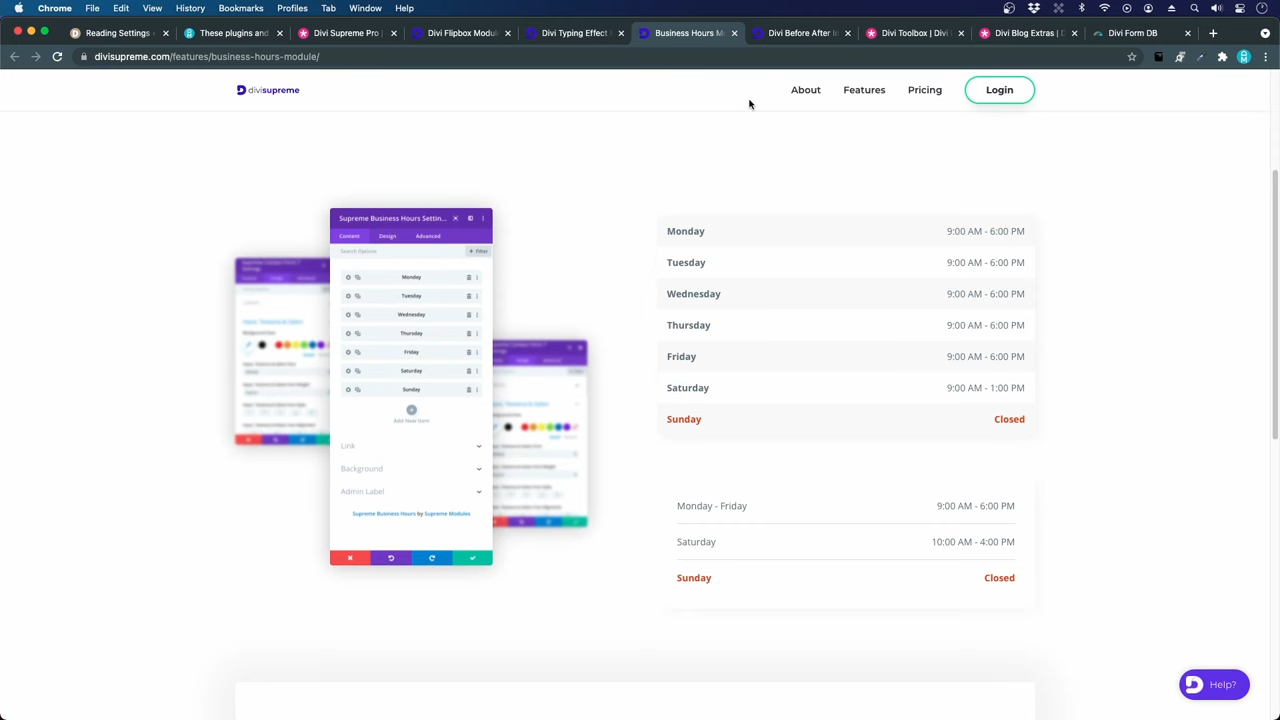 Chrome File Edit View History Bookmarks Profiles Tab Window Help
Reading Settings
These plugins and
Divi Supreme Pro
Divi Flipbox Modu
Divi Typing Effect
Business Hours M
Divi Before After I
Divi Toolbox | D
Divi Blog Extras | D
Divi Form DB
divisupreme.com/features/business-hours-module/
divisupreme
About Features Pricing Login
Supreme Business Hours Settin...
Content Design Advanced
Search Options
+ Filter
Monday
Tuesday
Wednesday
Thursday
Friday
Saturday
Sunday
Add New Item
Link
Background
Admin Label
Supreme Business Hours by Supreme Modules
Monday 9:00 AM - 6:00 PM
Tuesday 9:00 AM - 6:00 PM
Wednesday 9:00 AM - 6:00 PM
Thursday 9:00 AM - 6:00 PM
Friday 9:00 AM - 6:00 PM
Saturday 9:00 AM - 1:00 PM
Sunday Closed
Monday - Friday 9:00 AM - 6:00 PM
Saturday 10:00 AM - 4:00 PM
Sunday Closed
Help?